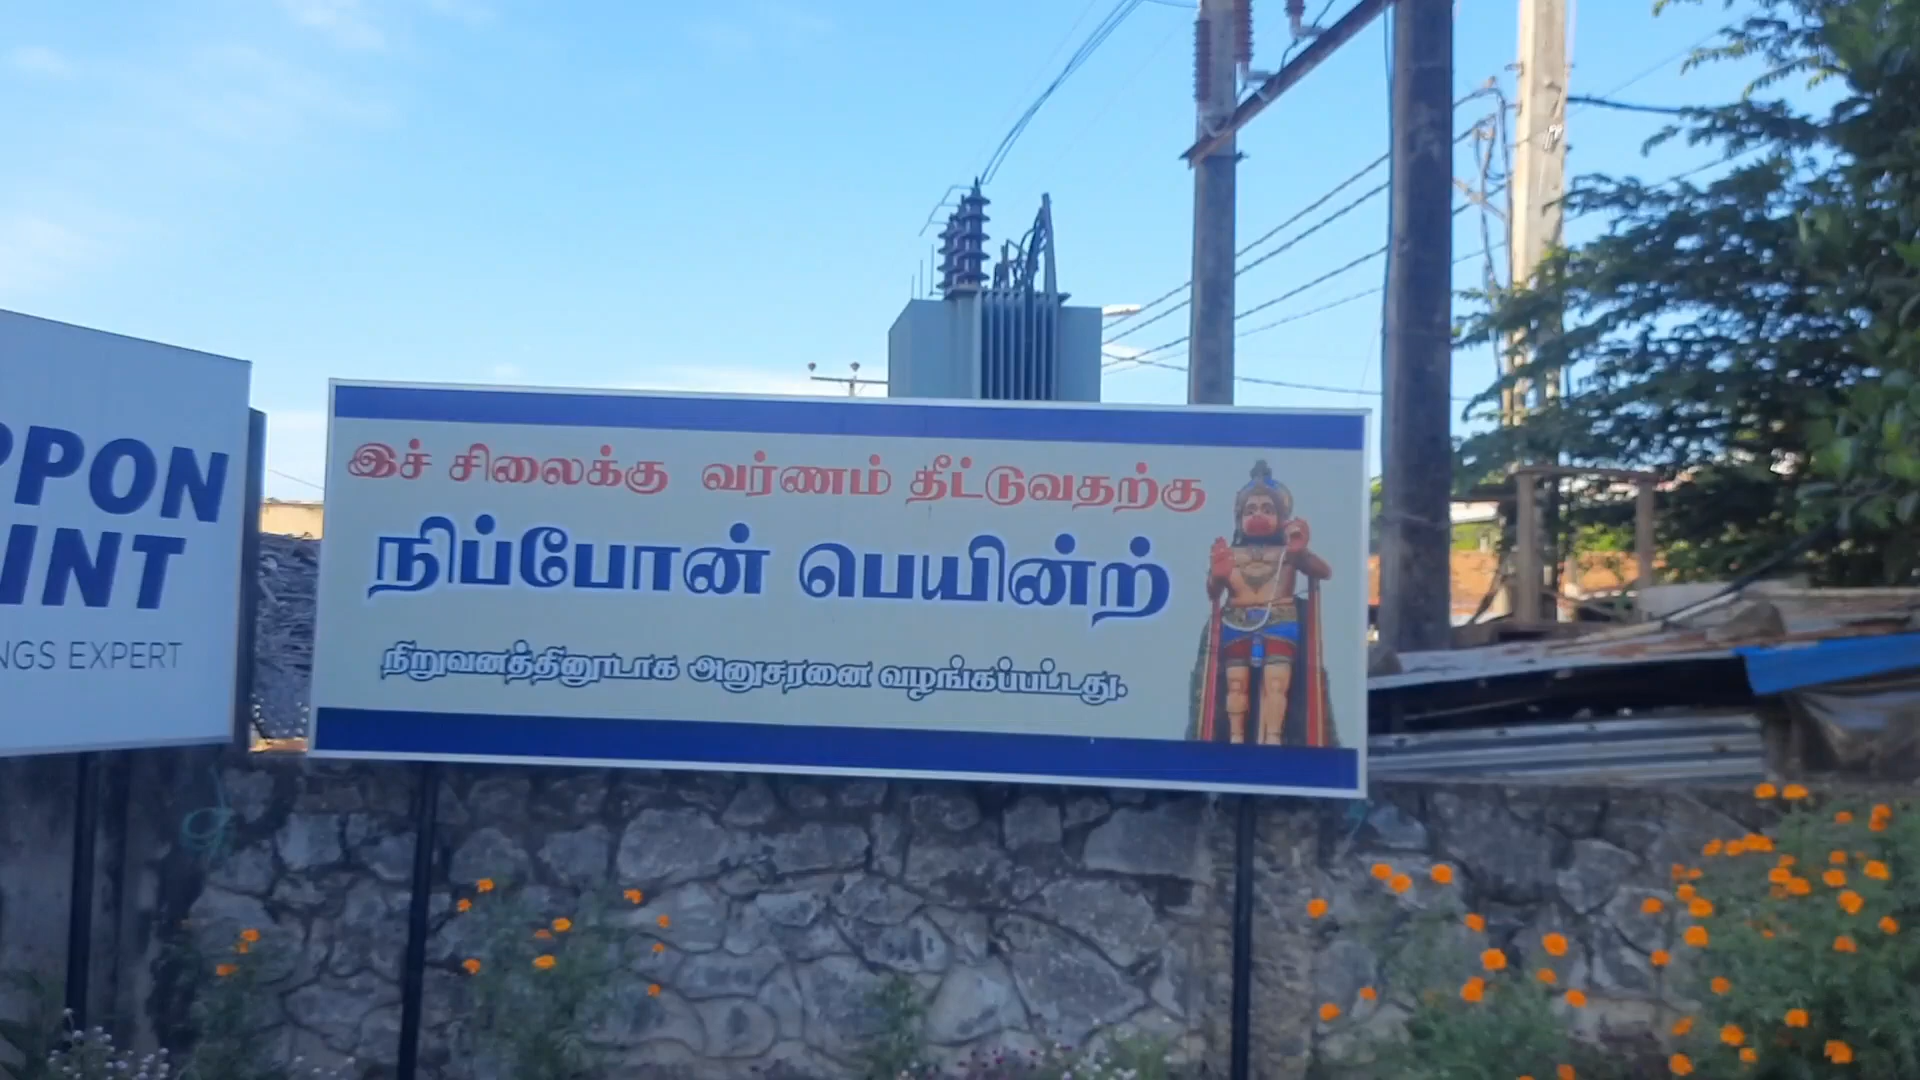 PPON
INT
NGS EXPERT
இச் சிலைக்கு வர்ணம் தீட்டுவதற்கு
நிப்போன் பெயின்ற்
நிறுவனத்தினூடாக அனுசரனை வழங்கப்பட்டது.